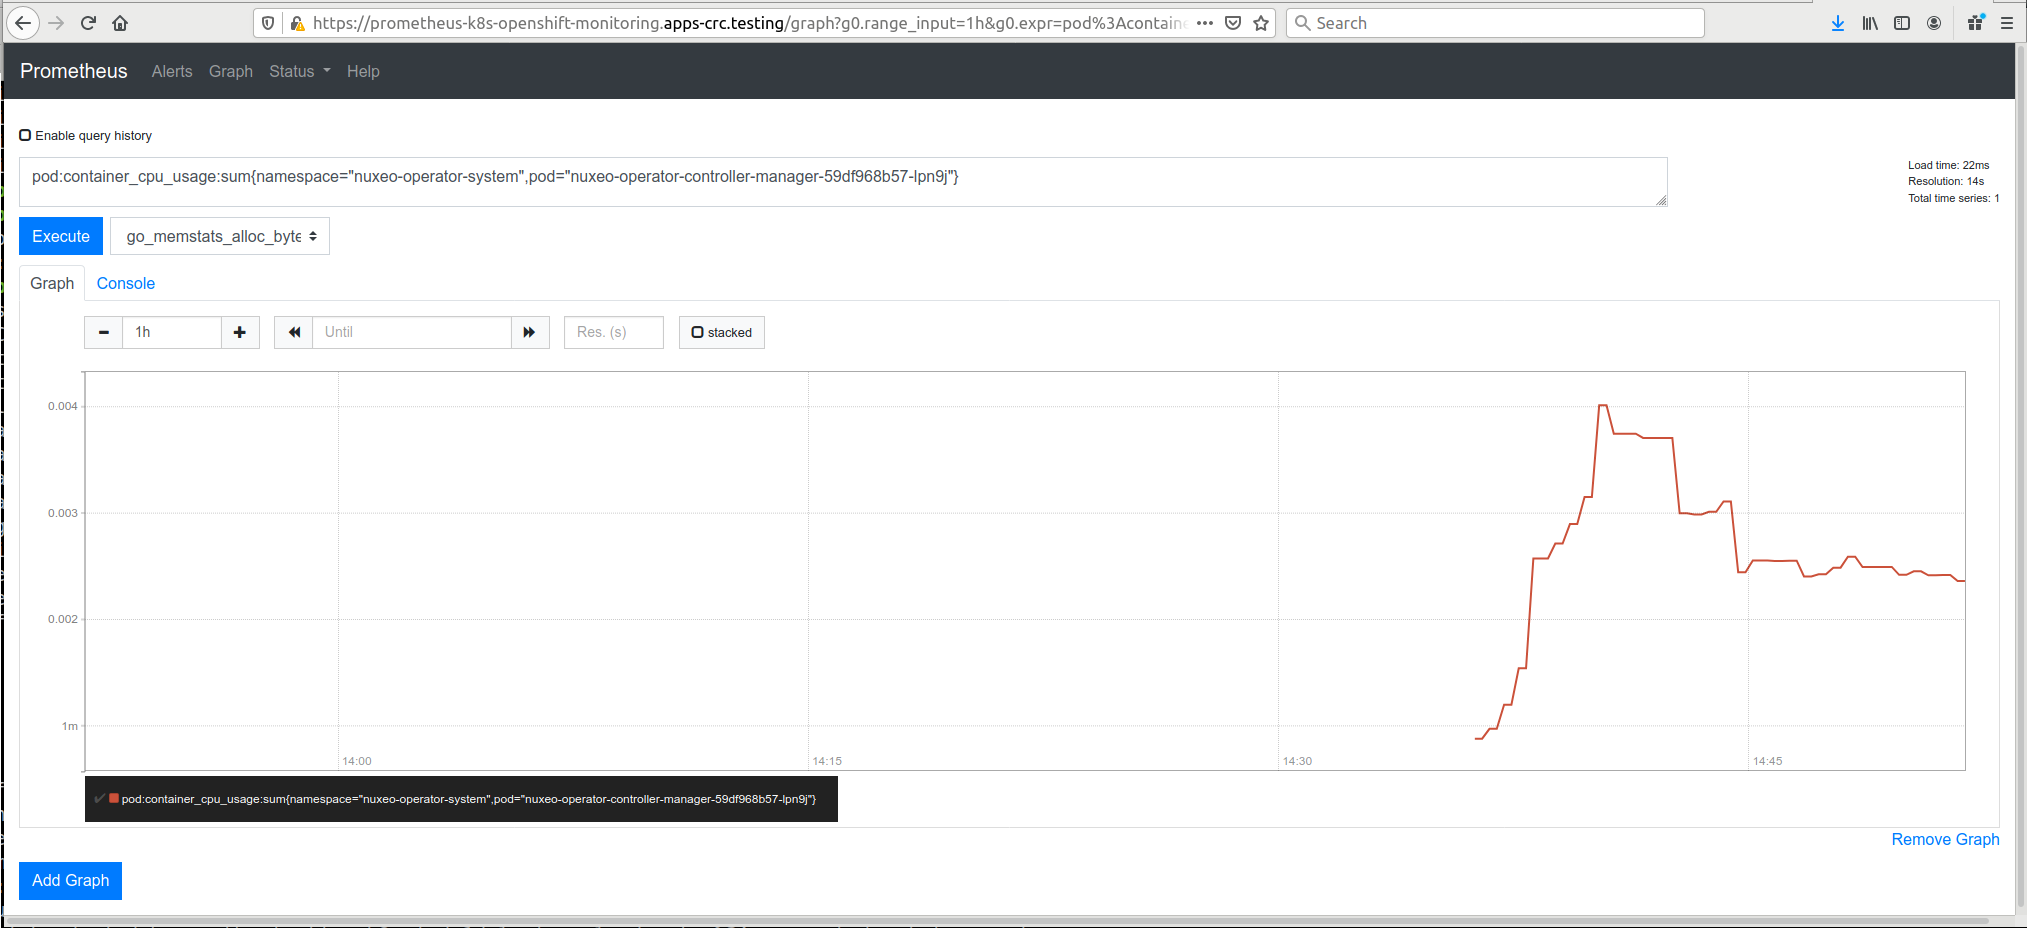 https://prometheus-k8s-openshift-monitoring.apps-crc.testing/graph?g0.range_input=1h&g0.expr=pod%3Acontaine
Search
Prometheus Alerts Graph Status Help
Enable query history
pod:container_cpu_usage:sum{namespace="nuxeo-operator-system",pod="nuxeo-operator-controller-manager-59df968b57-lpn9j"}
Load time: 22ms
Resolution: 14s
Total time series: 1
Execute go_memstats_alloc_byte
Graph Console
1h Until Res. (s) stacked
0.004
0.003
0.002
1m
14:00 14:15 14:30 14:45
pod:container_cpu_usage:sum{namespace="nuxeo-operator-system",pod="nuxeo-operator-controller-manager-59df968b57-lpn9j"}
Remove Graph
Add Graph